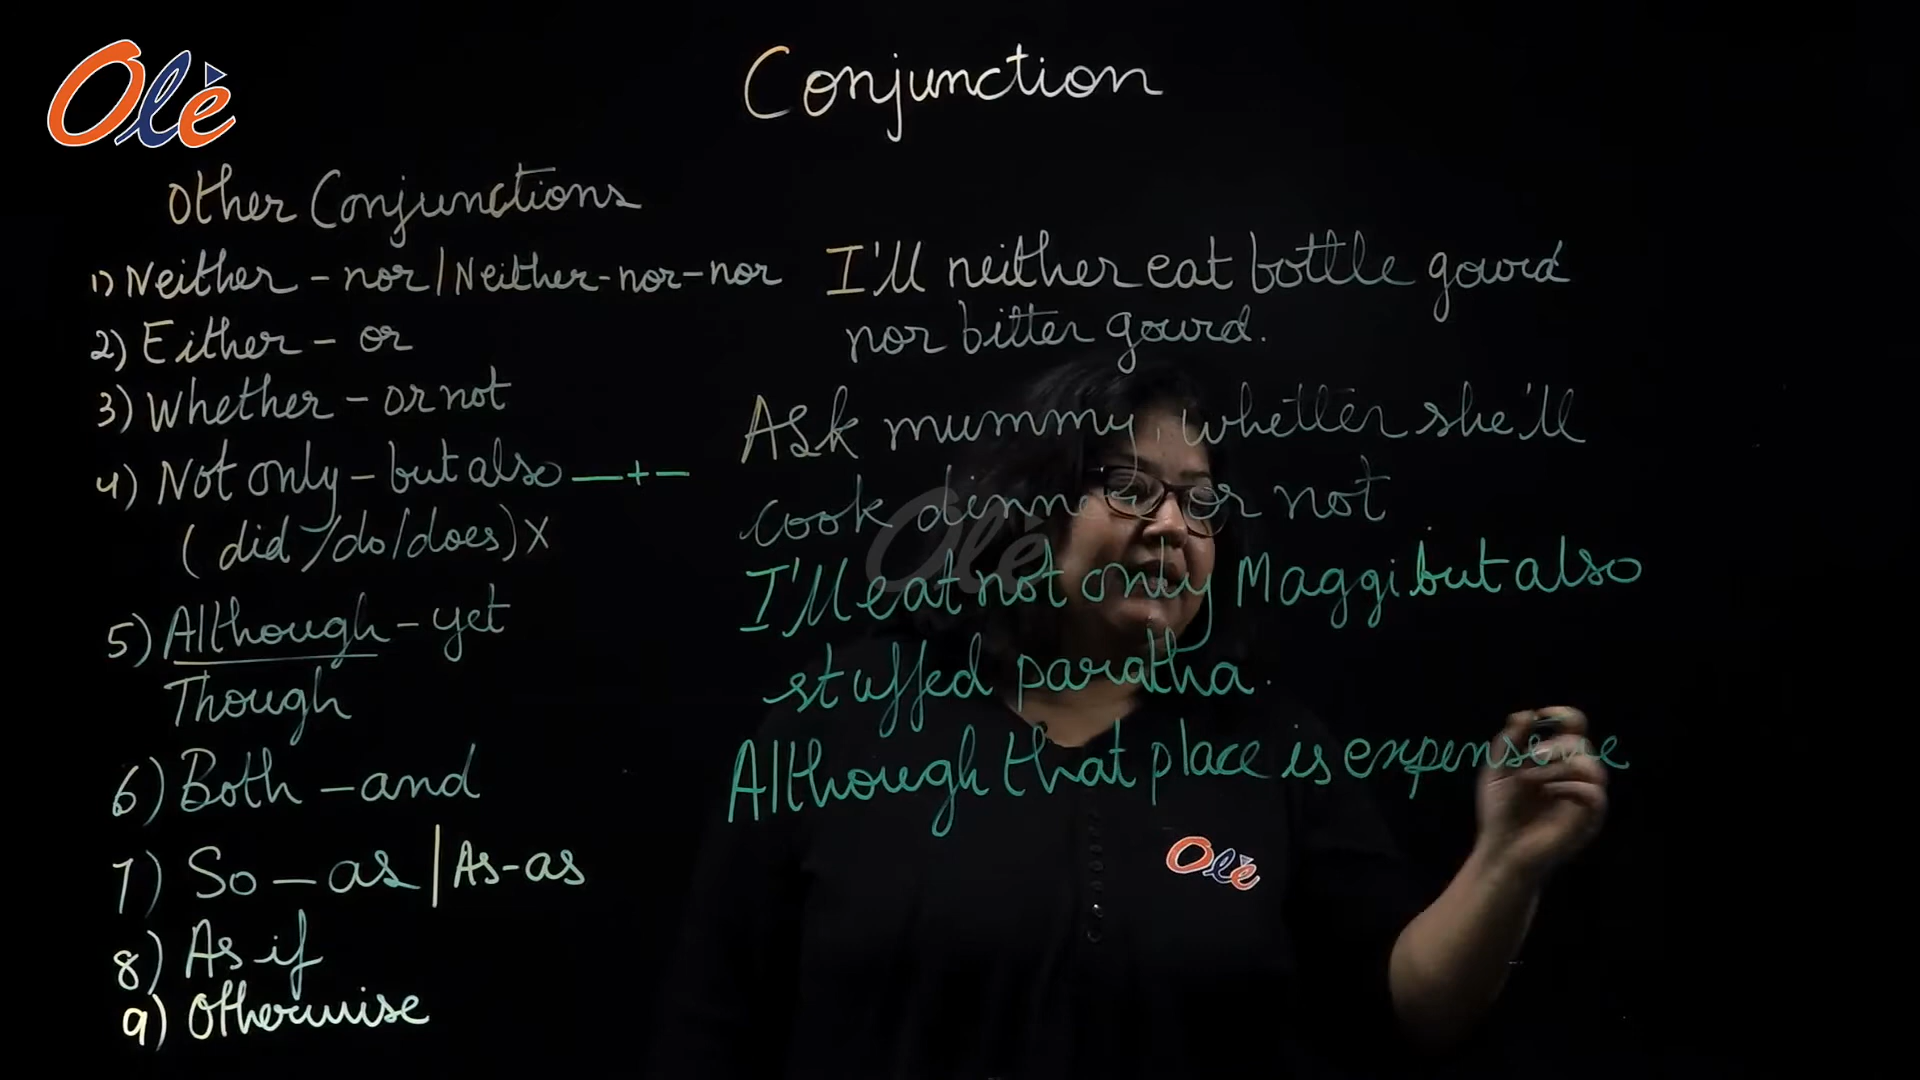 Olè
Conjunction
Other Conjunctions
1) Neither - nor | Neither-nor-nor
2) Either - or
3) Whether - or not
4) Not only - but also — + —
(did/do/does) X
5) Although - yet
Though
6) Both - and
7) So - as | As-as
8) As if
9) Otherwise
I'll neither eat bottle gourd
nor bitter gourd.
Ask mummy, whether she'll
cook dinner or not
I'll eat not only Maggi but also
stuffed paratha.
Although that place is expensive
Olè
Olè